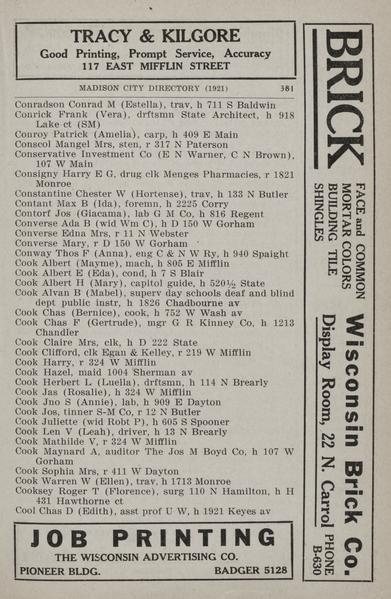 TRACY & KILGORE
Good Printing, Prompt Service, Accuracy
117 EAST MIFFLIN STREET
MADISON CITY DIRECTORY (1921) 381
Conradson Conrad M (Estella), trav, h 711 S Baldwin
Conrick Frank (Vera), drftsmn State Architect, h 918
Lake ct (SM)
Conroy Patrick (Amelia), carp, h 409 E Main
Conscol Mangel Mrs, sten, r 317 N Paterson
Conservative Investment Co (E N Warner, C N Brown),
107 W Main
Consigny Harry E G, drug clk Menges Pharmacies, r 1821
Monroe
Constantine Chester W (Hortense), trav, h 133 N Butler
Contant Max B (Ida), foremn, h 2225 Corry
Contorf Jos (Giacama), lab G M Co, h 816 Regent
Converse Ada B (wid Wm C), h D 150 W Gorham
Converse Edna Mrs, r 11 N Webster
Converse Mary, r D 150 W Gorham
Conway Thos F (Anna), eng C & N W Ry, h 940 Spaight
Cook Albert (Mayme), mach, h 805 E Mifflin
Cook Albert E (Eda), cond, h 7 S Blair
Cook Albert H (Mary), capitol guide, h 520½ State
Cook Alvan B (Mabel), superv day schools deaf and blind
dept public instr, h 1826 Chadbourne av
Cook Chas (Bernice), cook, h 752 W Wash av
Cook Chas F (Gertrude), mgr G R Kinney Co, h 1213
Chandler
Cook Claire Mrs, clk, h D 222 State
Cook Clifford, clk Egan & Kelley, r 219 W Mifflin
Cook Harry, r 324 W Mifflin
Cook Hazel, maid 1004 Sherman av
Cook Herbert L (Luella), drftsmn, h 114 N Brearly
Cook Jas (Rosalie), h 324 W Mifflin
Cook Jno S (Annie), lab, h 909 E Dayton
Cook Jos, tinner S-M Co, r 12 N Butler
Cook Juliette (wid Robt P), h 605 S Spooner
Cook Len V (Leah), driver, h 13 N Brearly
Cook Mathilde V, r 324 W Mifflin
Cook Maynard A, auditor The Jos M Boyd Co, h 107 W
Gorham
Cook Sophia Mrs, r 411 W Dayton
Cook Warren W (Ellen), trav, h 1713 Monroe
Cooksey Roger T (Florence), surg 110 N Hamilton, h H
431 Hawthorne ct
Cool Chas D (Edith), asst prof U W, h 1921 Keyes av
JOB PRINTING
THE WISCONSIN ADVERTISING CO.
PIONEER BLDG. BADGER 5128
BRICK
FACE and COMMON
MORTAR COLORS
BUILDING TILE
SHINGLES
Wisconsin Brick Co.
Display Room, 22 N. Carrol
PHONE
B-630